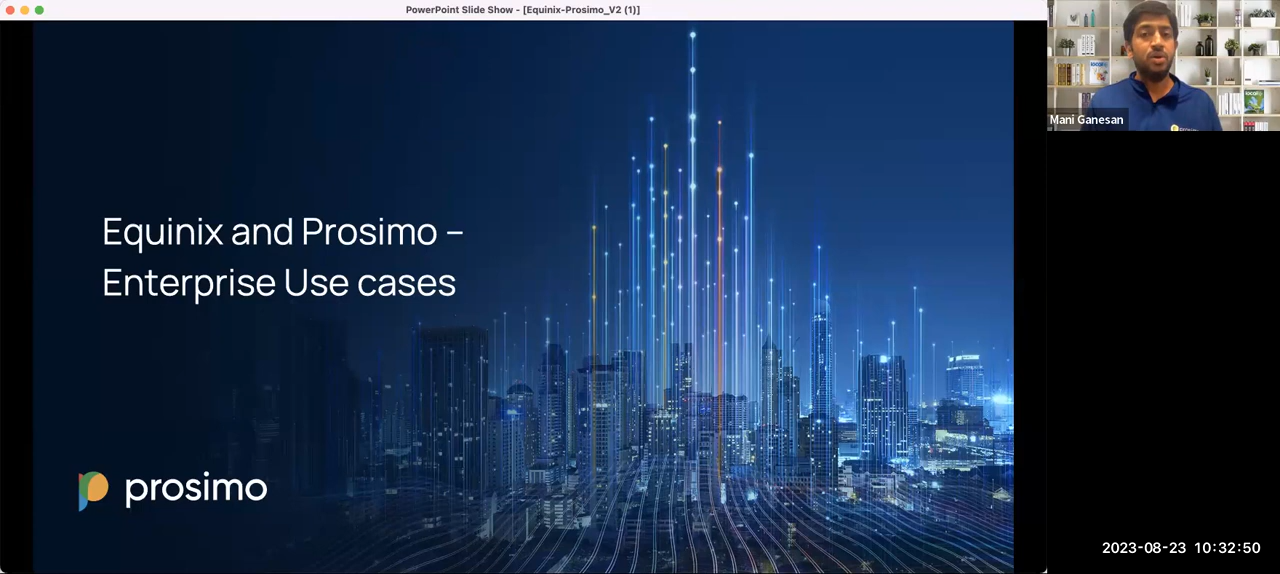 PowerPoint Slide Show - [Equinix-Prosimo_V2 (1)]
Equinix and Prosimo –
Enterprise Use cases
prosimo
Mani Ganesan
2023-08-23 10:32:50